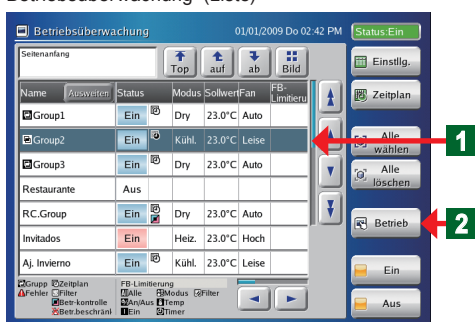 Betriebsüberwachung (Liste)
Betriebsüberwachung 01/01/2009 Do 02:42 PM Status:Ein
Seitenanfang
Top auf ab Bild
Einstllg.
Zeitplan
Alle wählen
Alle löschen
Betrieb
Ein
Aus
Name Ausweiten Status Modus Sollwert Fan FB-Limitieru
Group1 Ein Dry 23.0°C Auto
Group2 Ein Kühl. 23.0°C Leise
Group3 Ein Dry 23.0°C Auto
Restaurante Aus
RC.Group Ein Dry 23.0°C Auto
Invitados Ein Heiz. 23.0°C Hoch
Aj. Invierno Ein Kühl. 23.0°C Leise
Grupp Zeitplan
Fehler Filter
Betr-kontrolle
Betr.beschränl
FB-Limitierung
Alle Modus Filter
An/Aus Temp
Ein Timer
1
2